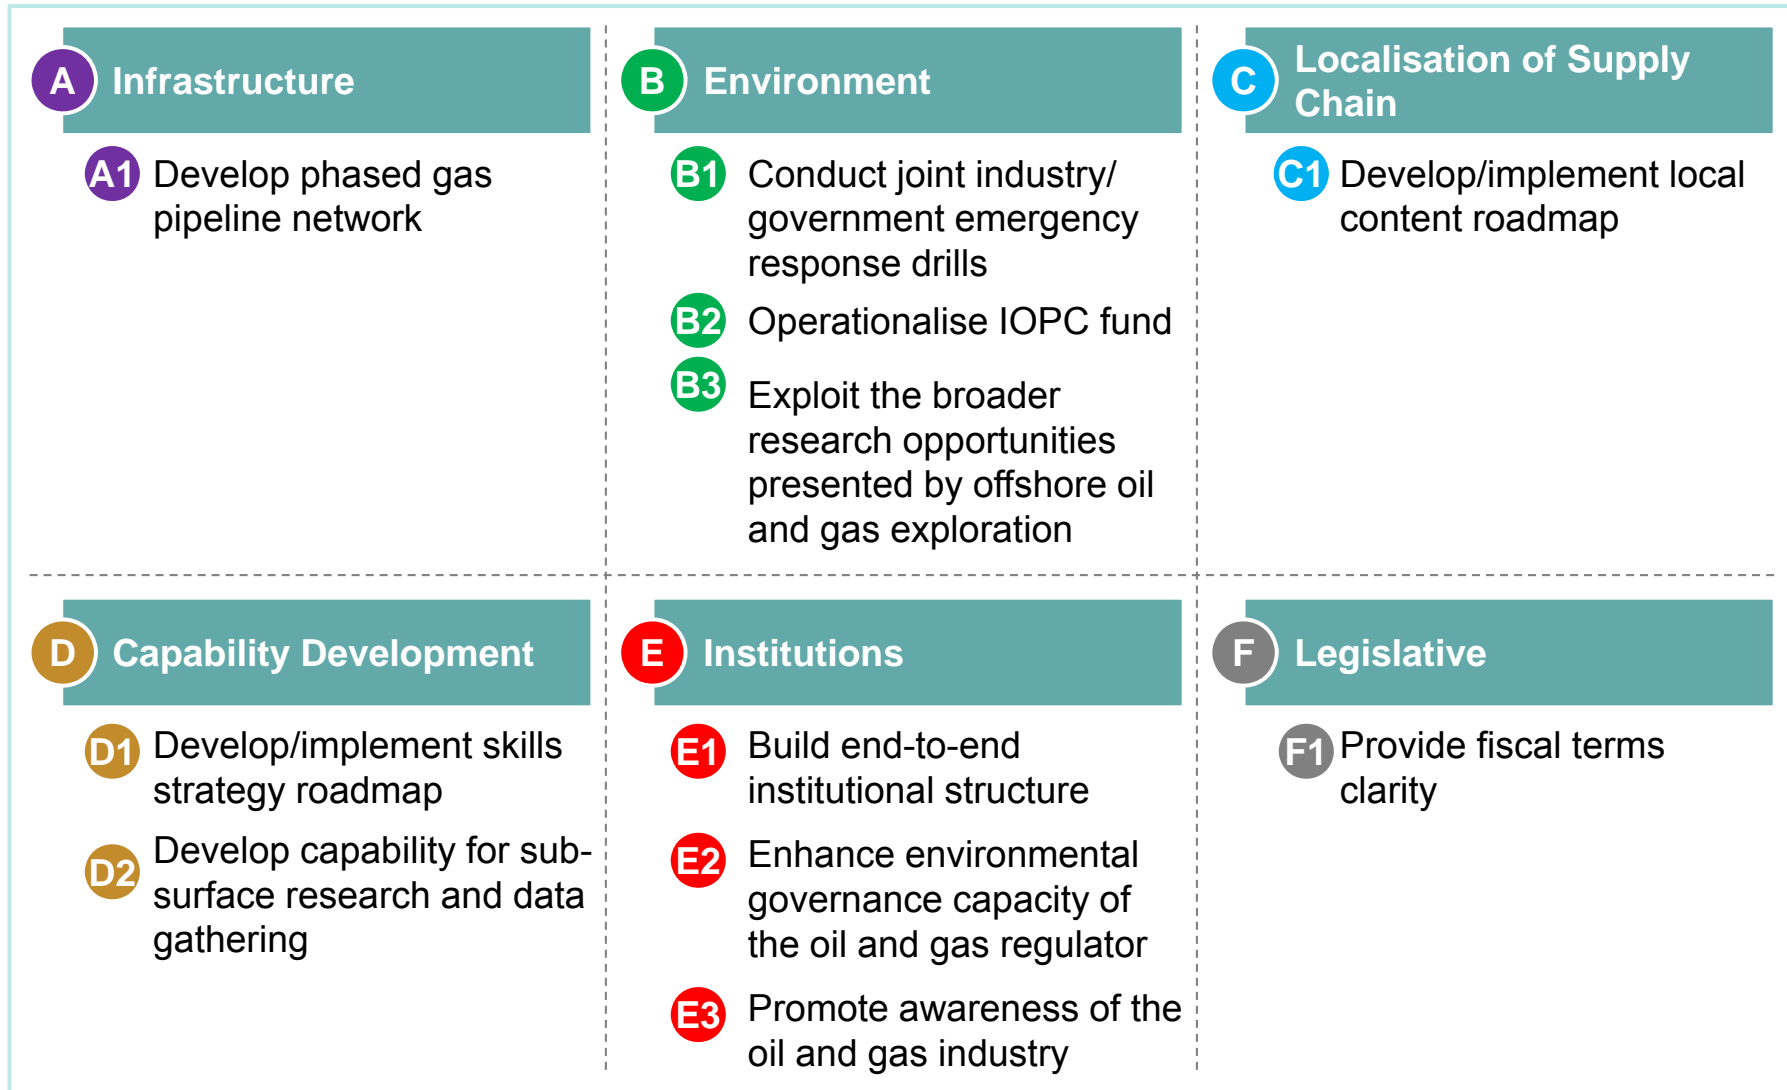 A Infrastructure
A1 Develop phased gas
pipeline network
B Environment
B1 Conduct joint industry/
government emergency
response drills
B2 Operationalise IOPC fund
B3 Exploit the broader
research opportunities
presented by offshore oil
and gas exploration
C Localisation of Supply
Chain
C1 Develop/implement local
content roadmap
D Capability Development
D1 Develop/implement skills
strategy roadmap
D2 Develop capability for sub-
surface research and data
gathering
E Institutions
E1 Build end-to-end
institutional structure
E2 Enhance environmental
governance capacity of
the oil and gas regulator
E3 Promote awareness of the
oil and gas industry
F Legislative
F1 Provide fiscal terms
clarity